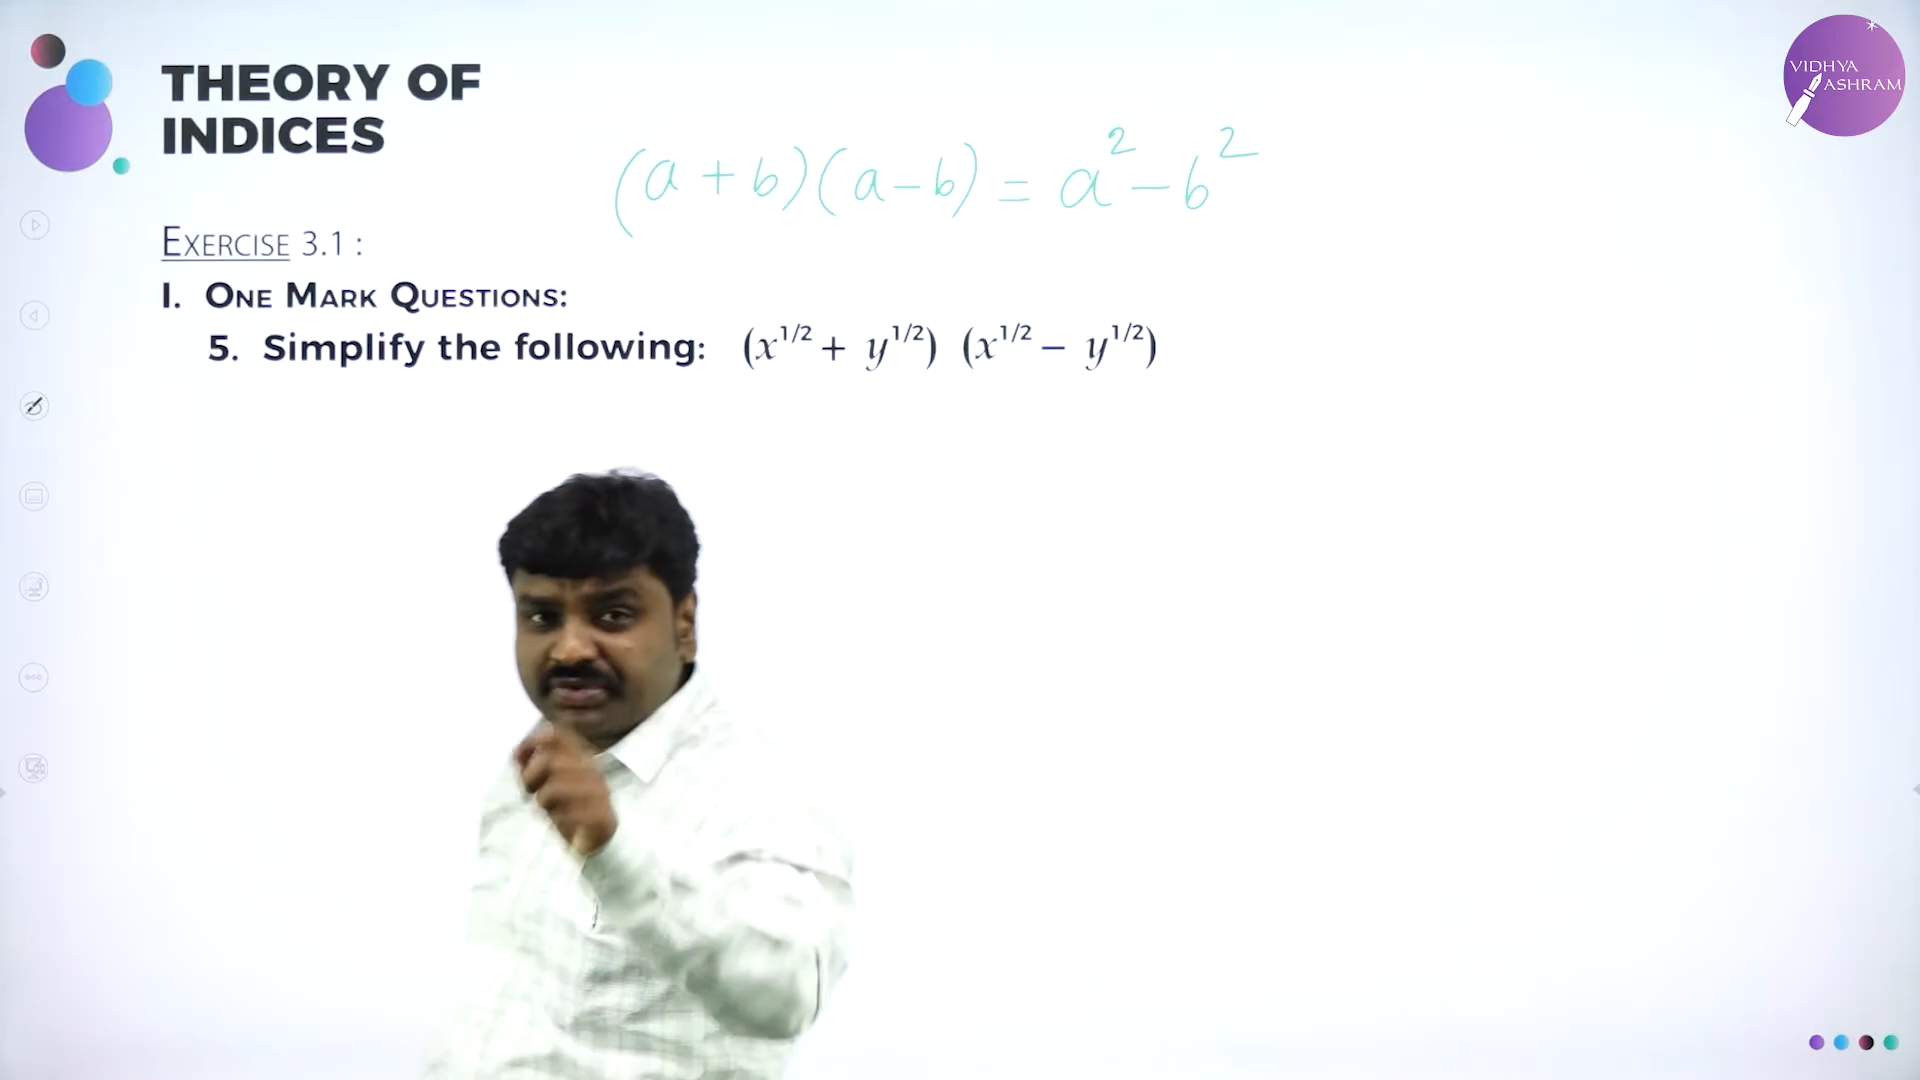 THEORY OF
INDICES
VIDHYA
ASHRAM
(a + b)(a – b) = a² – b²
EXERCISE 3.1 :
I. ONE MARK QUESTIONS:
5. Simplify the following: (x^1/2 + y^1/2) (x^1/2 – y^1/2)